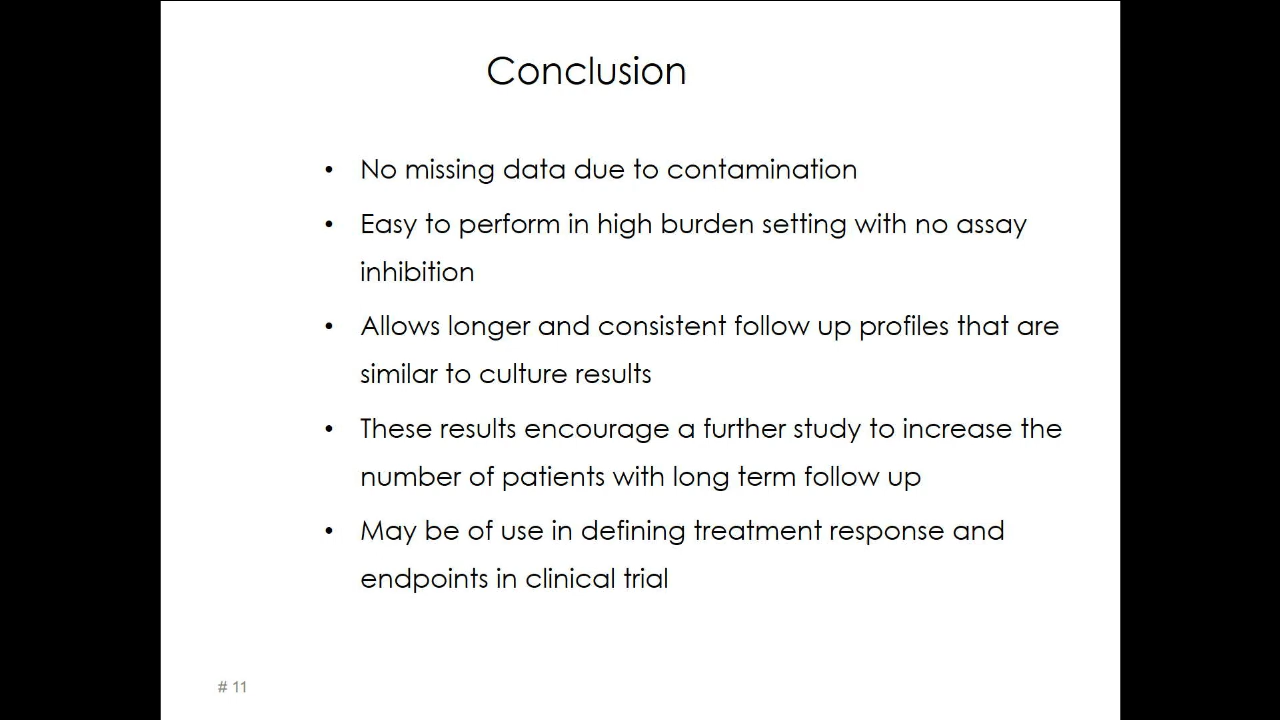 Conclusion
• No missing data due to contamination
• Easy to perform in high burden setting with no assay
inhibition
• Allows longer and consistent follow up profiles that are
similar to culture results
• These results encourage a further study to increase the
number of patients with long term follow up
• May be of use in defining treatment response and
endpoints in clinical trial
# 11